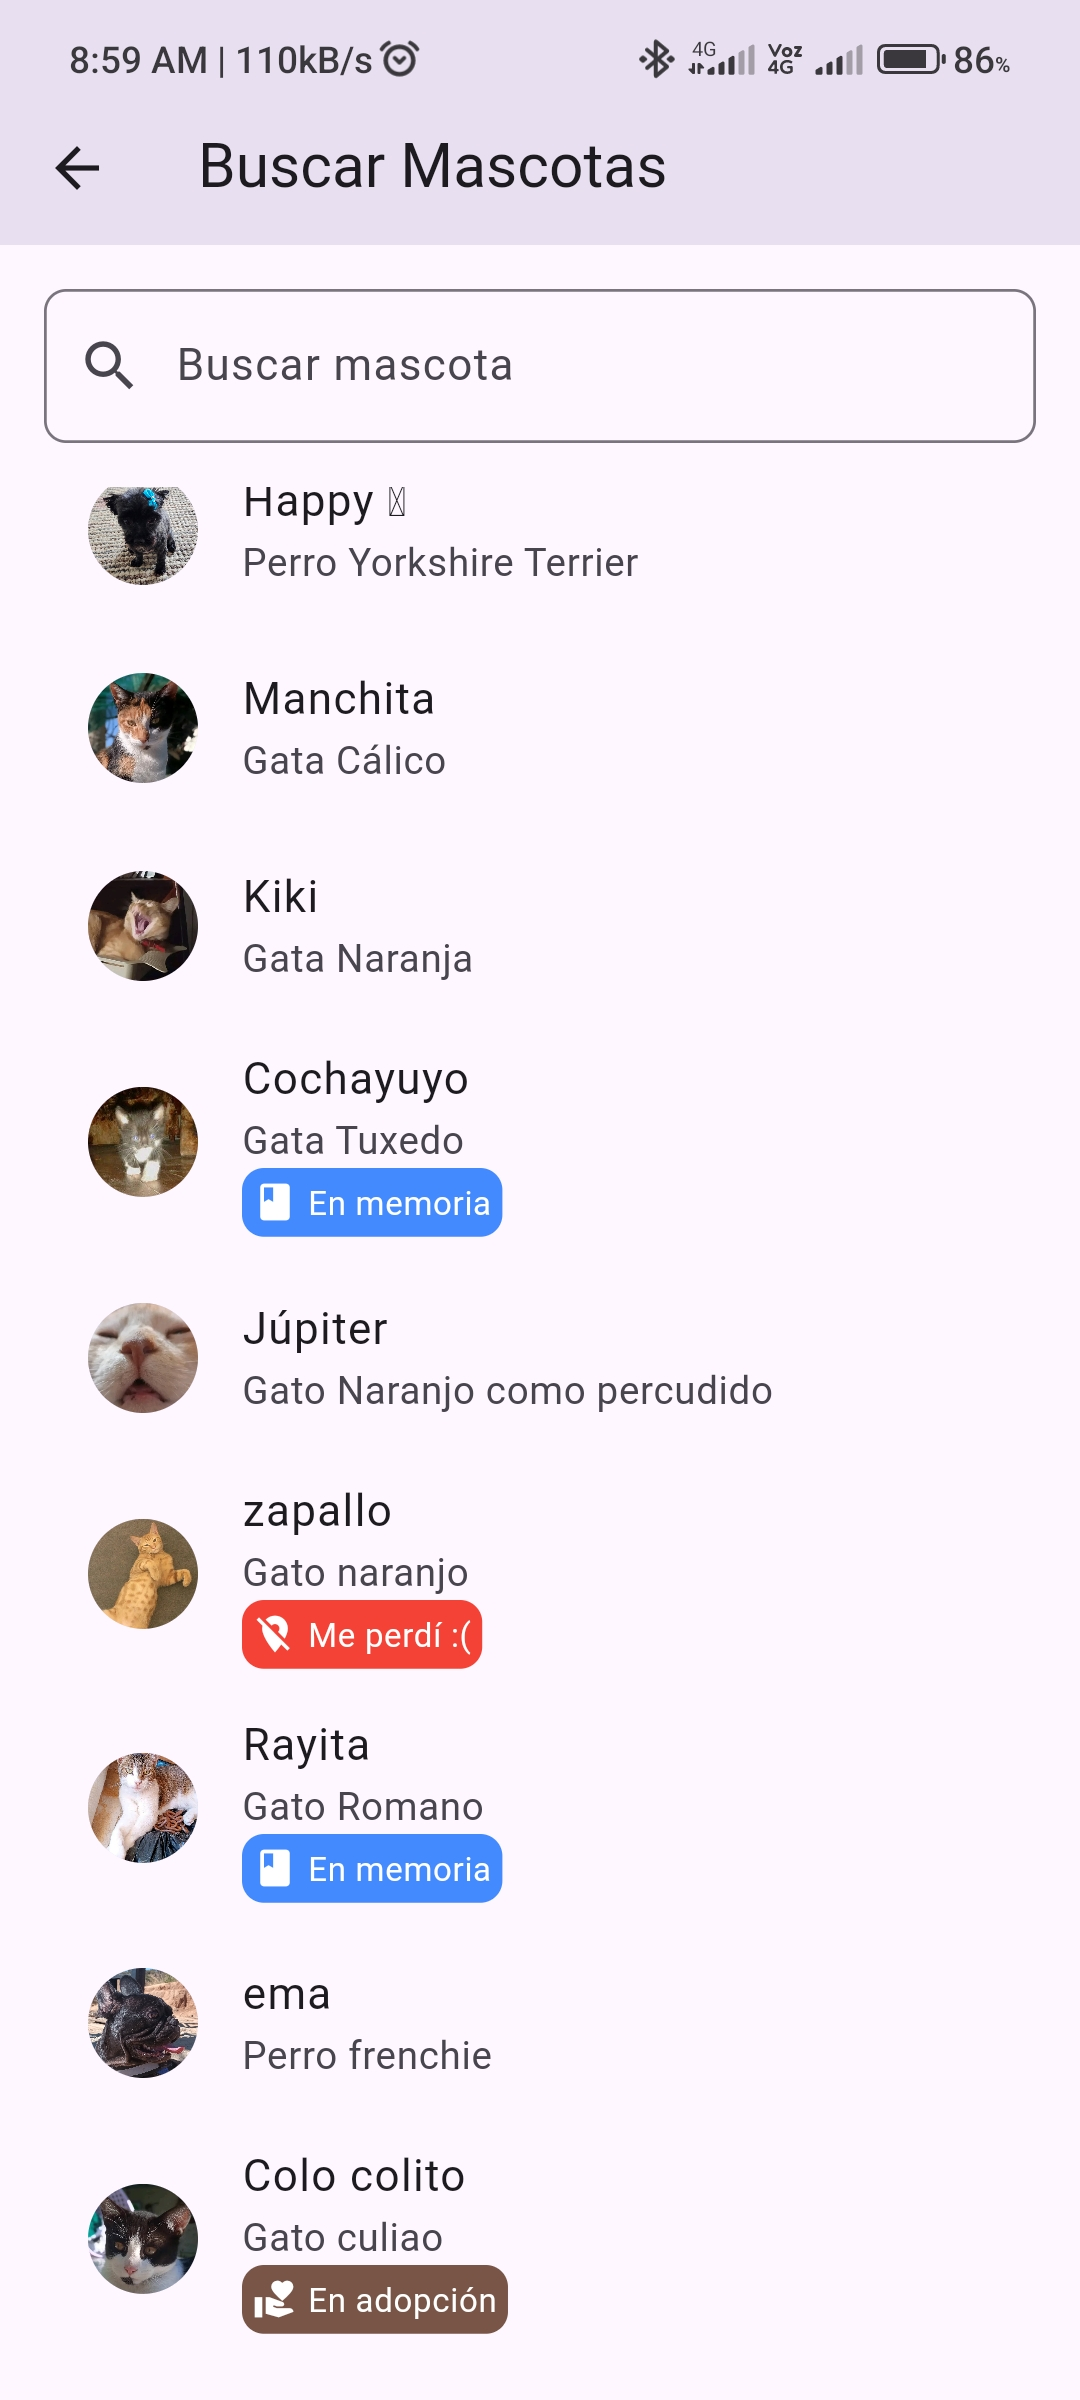 8:59 AM | 110kB/s 4G Voz 4G 86%
Buscar Mascotas
Buscar mascota
Happy
Perro Yorkshire Terrier
Manchita
Gata Cálico
Kiki
Gata Naranja
Cochayuyo
Gata Tuxedo
En memoria
Júpiter
Gato Naranjo como percudido
zapallo
Gato naranjo
Me perdí :(
Rayita
Gato Romano
En memoria
ema
Perro frenchie
Colo colito
Gato culiao
En adopción